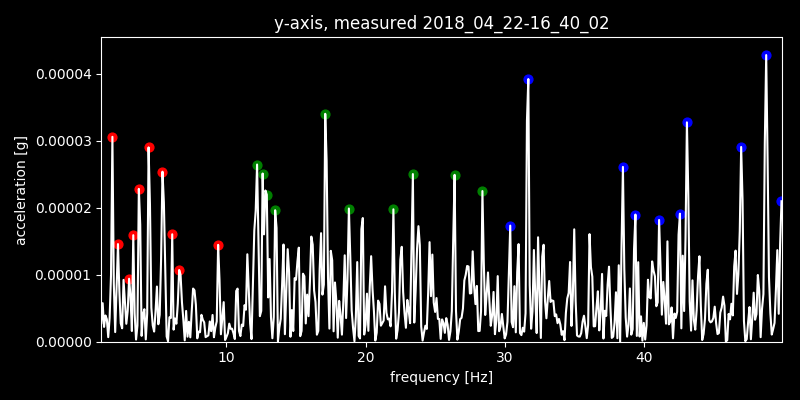 y-axis, measured 2018_04_22-16_40_02
0.00004
0.00003
0.00002
0.00001
0.00000
acceleration [g]
10 20 30 40
frequency [Hz]